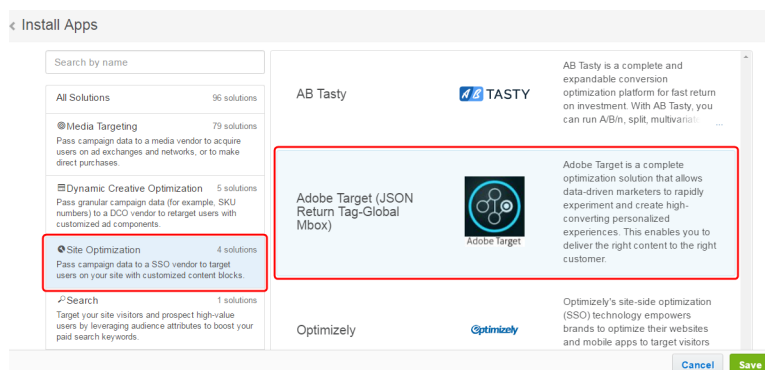 Install Apps
Search by name
All Solutions 96 solutions
Media Targeting 79 solutions
Pass campaign data to a media vendor to acquire
users on ad exchanges and networks, or to make
direct purchases.
Dynamic Creative Optimization 5 solutions
Pass granular campaign data (for example, SKU
numbers) to a DCO vendor to retarget users with
customized ad components.
Site Optimization 4 solutions
Pass campaign data to a SSO vendor to target
users on your site with customized content blocks.
Search 1 solutions
Target your site visitors and prospect high-value
users by leveraging audience attributes to boost your
paid search keywords.
AB Tasty
AB TASTY
AB Tasty is a complete and
expandable conversion
optimization platform for fast return
on investment. With AB Tasty, you
can run A/B/n, split, multivariat
...
Adobe Target (JSON
Return Tag-Global
Mbox)
Adobe Target
Adobe Target is a complete
optimization solution that allows
data-driven marketers to rapidly
experiment and create high-
converting personalized
experiences. This enables you to
deliver the right content to the right
customer.
Optimizely
Optimizely
Optimizely's site-side optimization
(SSO) technology empowers
brands to optimize their websites
and mobile apps to target visitors
Cancel
Save